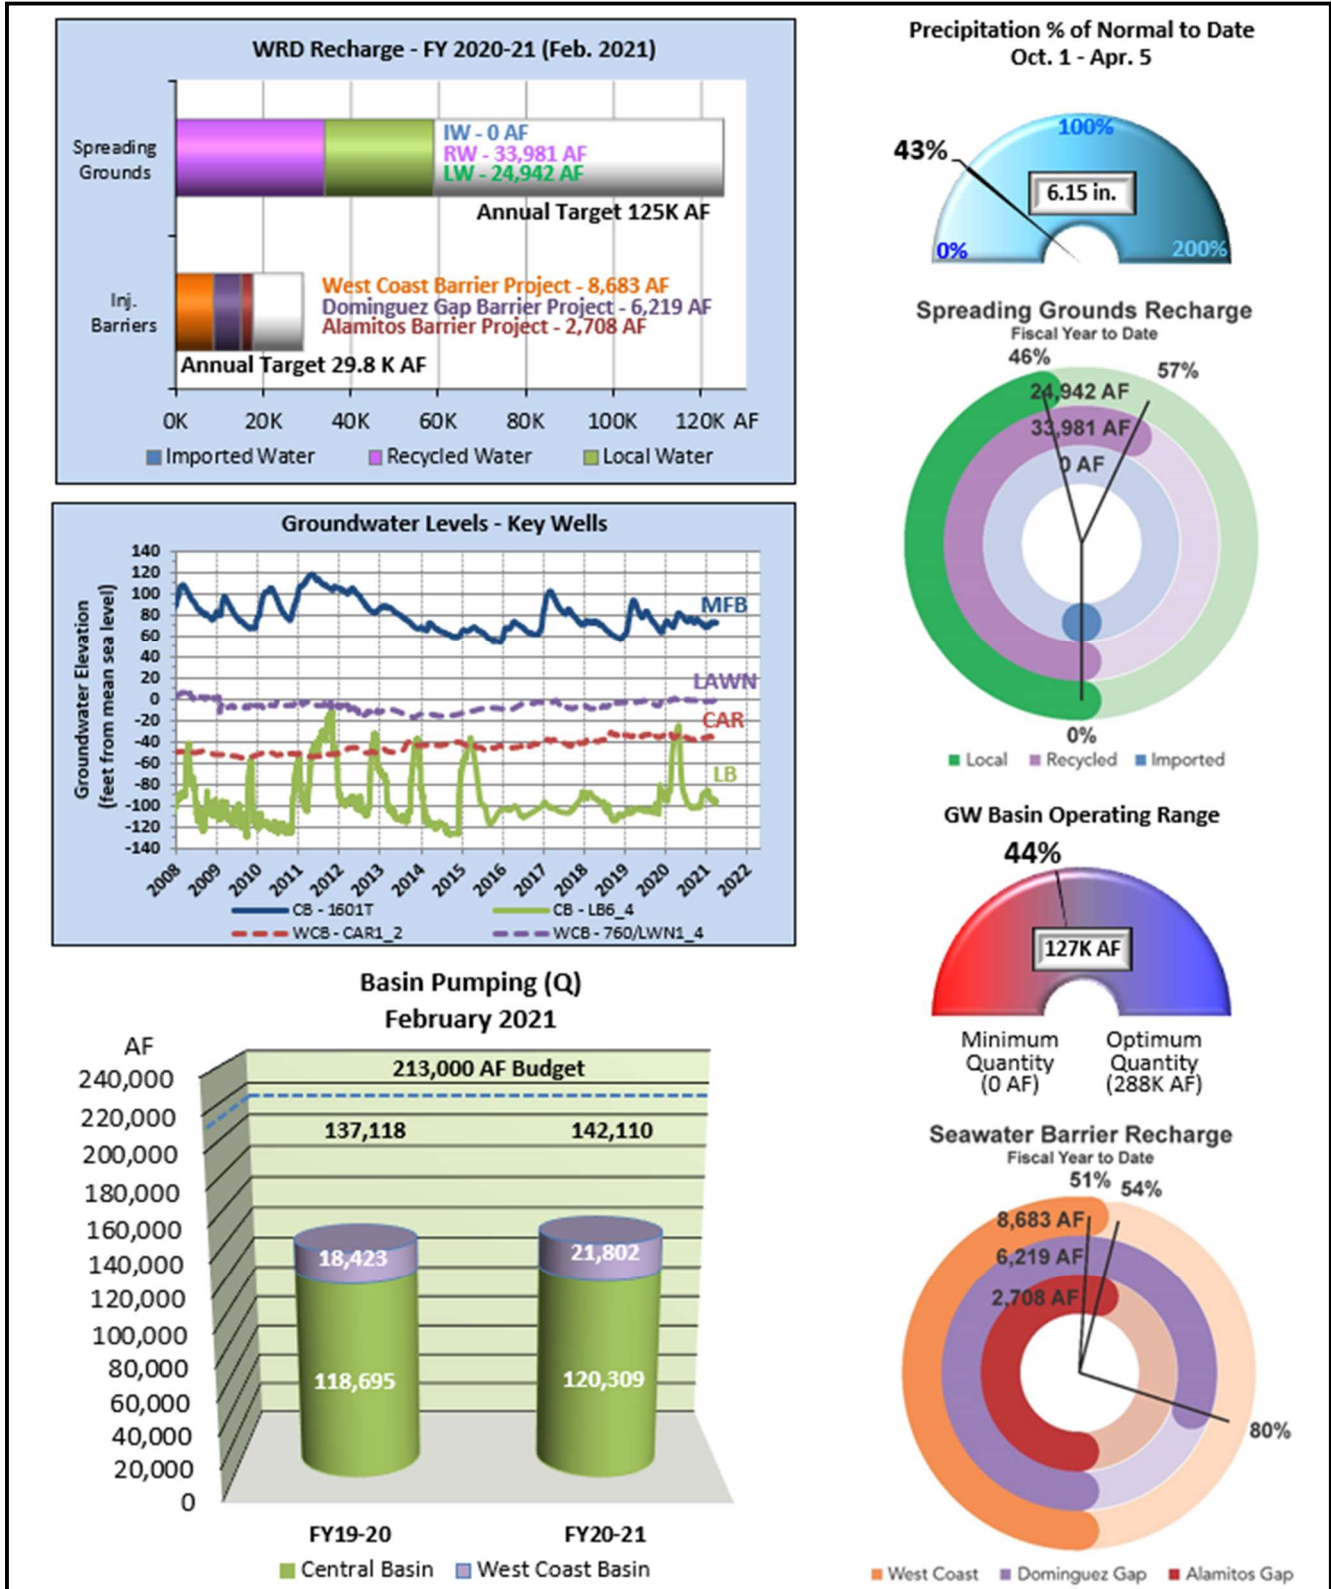 WRD Recharge - FY 2020-21 (Feb. 2021)
Spreading
Grounds
IW - 0 AF
RW - 33,981 AF
LW - 24,942 AF
Annual Target 125K AF
Inj.
Barriers
West Coast Barrier Project - 8,683 AF
Dominguez Gap Barrier Project - 6,219 AF
Alamitos Barrier Project - 2,708 AF
Annual Target 29.8 K AF
0K 20K 40K 60K 80K 100K 120K AF
Imported Water Recycled Water Local Water
Groundwater Levels - Key Wells
Groundwater Elevation
(feet from mean sea level)
140
120
100
80
60
40
20
0
-20
-40
-60
-80
-100
-120
-140
MFB
LAWN
CAR
LB
2008 2009 2010 2011 2012 2013 2014 2015 2016 2017 2018 2019 2020 2021 2022
CB - 1601T CB - LB6_4
WCB - CAR1_2 WCB - 760/LWN1_4
Basin Pumping (Q)
February 2021
AF
240,000
220,000
200,000
180,000
160,000
140,000
120,000
100,000
80,000
60,000
40,000
20,000
0
213,000 AF Budget
137,118 142,110
18,423 21,802
118,695 120,309
FY19-20 FY20-21
Central Basin West Coast Basin
Precipitation % of Normal to Date
Oct. 1 - Apr. 5
100%
43%
6.15 in.
0% 200%
Spreading Grounds Recharge
Fiscal Year to Date
46%
57%
24,942 AF
33,981 AF
0 AF
0%
Local Recycled Imported
GW Basin Operating Range
44%
127K AF
Minimum
Quantity
(0 AF)
Optimum
Quantity
(288K AF)
Seawater Barrier Recharge
Fiscal Year to Date
51% 54%
8,683 AF
6,219 AF
2,708 AF
80%
West Coast Dominguez Gap Alamitos Gap